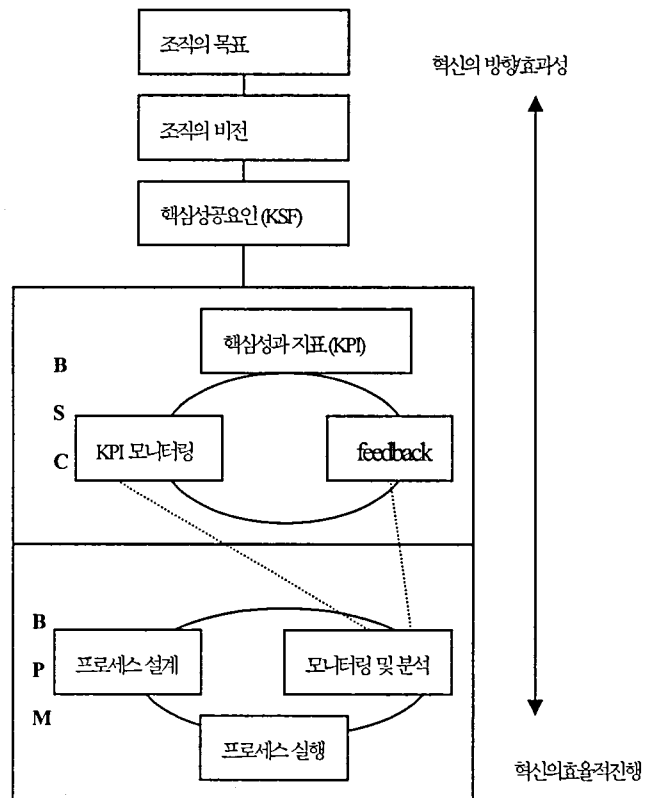 조직의 목표
혁신의 방향/효과성
조직의 비전
핵심성공요인 (KSF)
핵심성과 지표 (KPI)
B
S
C
KPI 모니터링
feedback
B
P
M
프로세스 설계
모니터링 및 분석
프로세스 실행
혁신의효율적진행